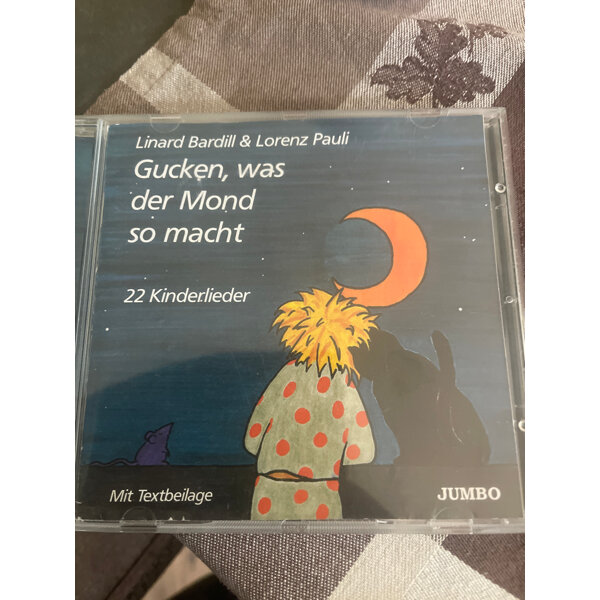 Linard Bardill & Lorenz Pauli
Gucken, was
der Mond
so macht
22 Kinderlieder
Mit Textbeilage
JUMBO